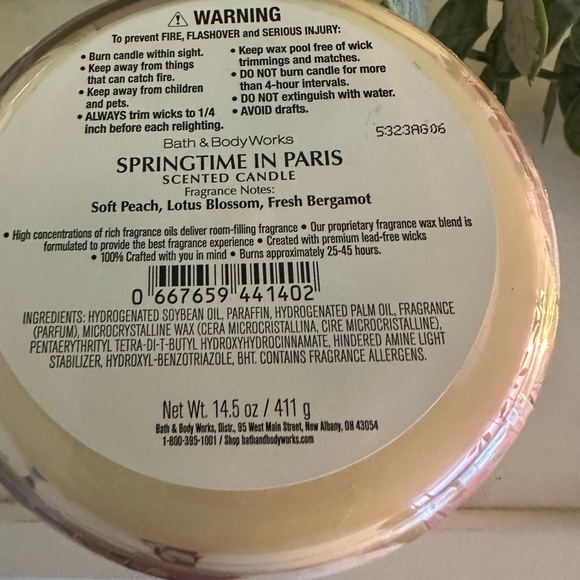 ⚠ WARNING
To prevent FIRE, FLASHOVER and SERIOUS INJURY:
• Burn candle within sight.
• Keep away from things
that can catch fire.
• Keep away from children
and pets.
• ALWAYS trim wicks to 1/4
inch before each relighting.
• Keep wax pool free of wick
trimmings and matches.
• DO NOT burn candle for more
than 4-hour intervals.
• DO NOT extinguish with water.
• AVOID drafts.
5323AG06
Bath & Body Works
SPRINGTIME IN PARIS
SCENTED CANDLE
Fragrance Notes:
Soft Peach, Lotus Blossom, Fresh Bergamot
• High concentrations of rich fragrance oils deliver room-filling fragrance • Our proprietary fragrance wax blend is
formulated to provide the best fragrance experience • Created with premium lead-free wicks
• 100% Crafted with you in mind • Burns approximately 25-45 hours.
0 667659 441402
INGREDIENTS: HYDROGENATED SOYBEAN OIL, PARAFFIN, HYDROGENATED PALM OIL, FRAGRANCE
(PARFUM), MICROCRYSTALLINE WAX (CERA MICROCRISTALLINA, CIRE MICROCRISTALLINE),
PENTAERYTHRITYL TETRA-DI-T-BUTYL HYDROXYHYDROCINNAMATE, HINDERED AMINE LIGHT
STABILIZER, HYDROXYL-BENZOTRIAZOLE, BHT. CONTAINS FRAGRANCE ALLERGENS.
Net Wt. 14.5 oz / 411 g
Bath & Body Works, Distr., 95 West Main Street, New Albany, OH 43054
1-800-395-1001 / Shop bathandbodyworks.com